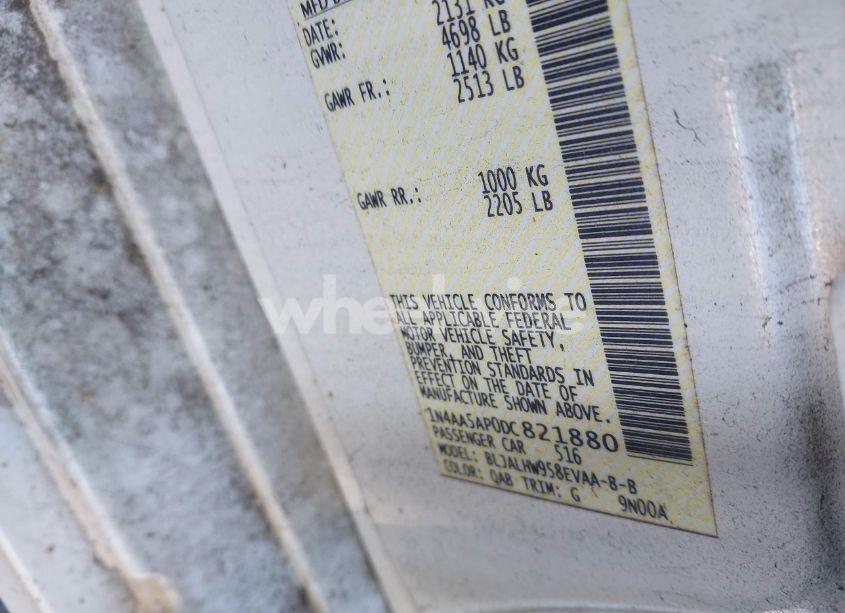 MFD B
DATE:
GVWR: 2131 KG
4698 LB
GAWR FR.: 1140 KG
2513 LB
GAWR RR.: 1000 KG
2205 LB
THIS VEHICLE CONFORMS TO
ALL APPLICABLE FEDERAL
MOTOR VEHICLE SAFETY,
BUMPER, AND THEFT
PREVENTION STANDARDS IN
EFFECT ON THE DATE OF
MANUFACTURE SHOWN ABOVE.
1N4AA5AP0DC821880
PASSENGER CAR 516
MODEL: BLJALHW958EVAA-B-B
COLOR: QAB TRIM: G 9N00A